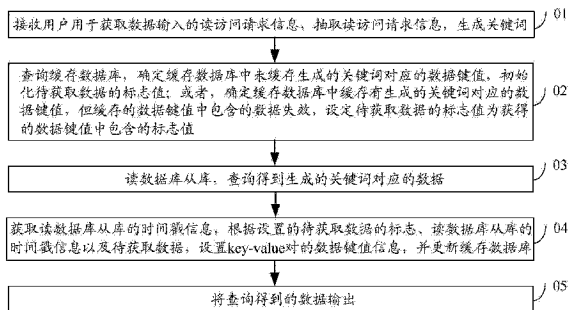 接收用户用于获取数据输入的读访问请求信息，抽取读访问请求信息，生成关键词
01
查询缓存数据库，确定缓存数据库中未缓存生成的关键词对应的数据键值，初始
化待获取数据的标志值；或者，确定缓存数据库中缓存有生成的关键词对应的数
据键值，但缓存的数据键值中包含的数据失效，设定待获取数据的标志值为获得
的数据键值中包含的标志值
02
读数据库从库，查询得到生成的关键词对应的数据
03
获取读数据库从库的时间戳信息，根据设置的待获取数据的标志、读数据库从库的
时间戳信息以及待获取数据，设置key-value对的数据键值信息，并更新缓存数据库
04
将查询得到的数据输出
05